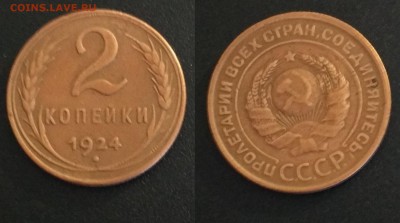 COINS.LAVE.RU
2
КОПЕЙКИ
1924
ПРОЛЕТАРИИ ВСЕХ СТРАН, СОЕДИНЯЙТЕСЬ!
СССР